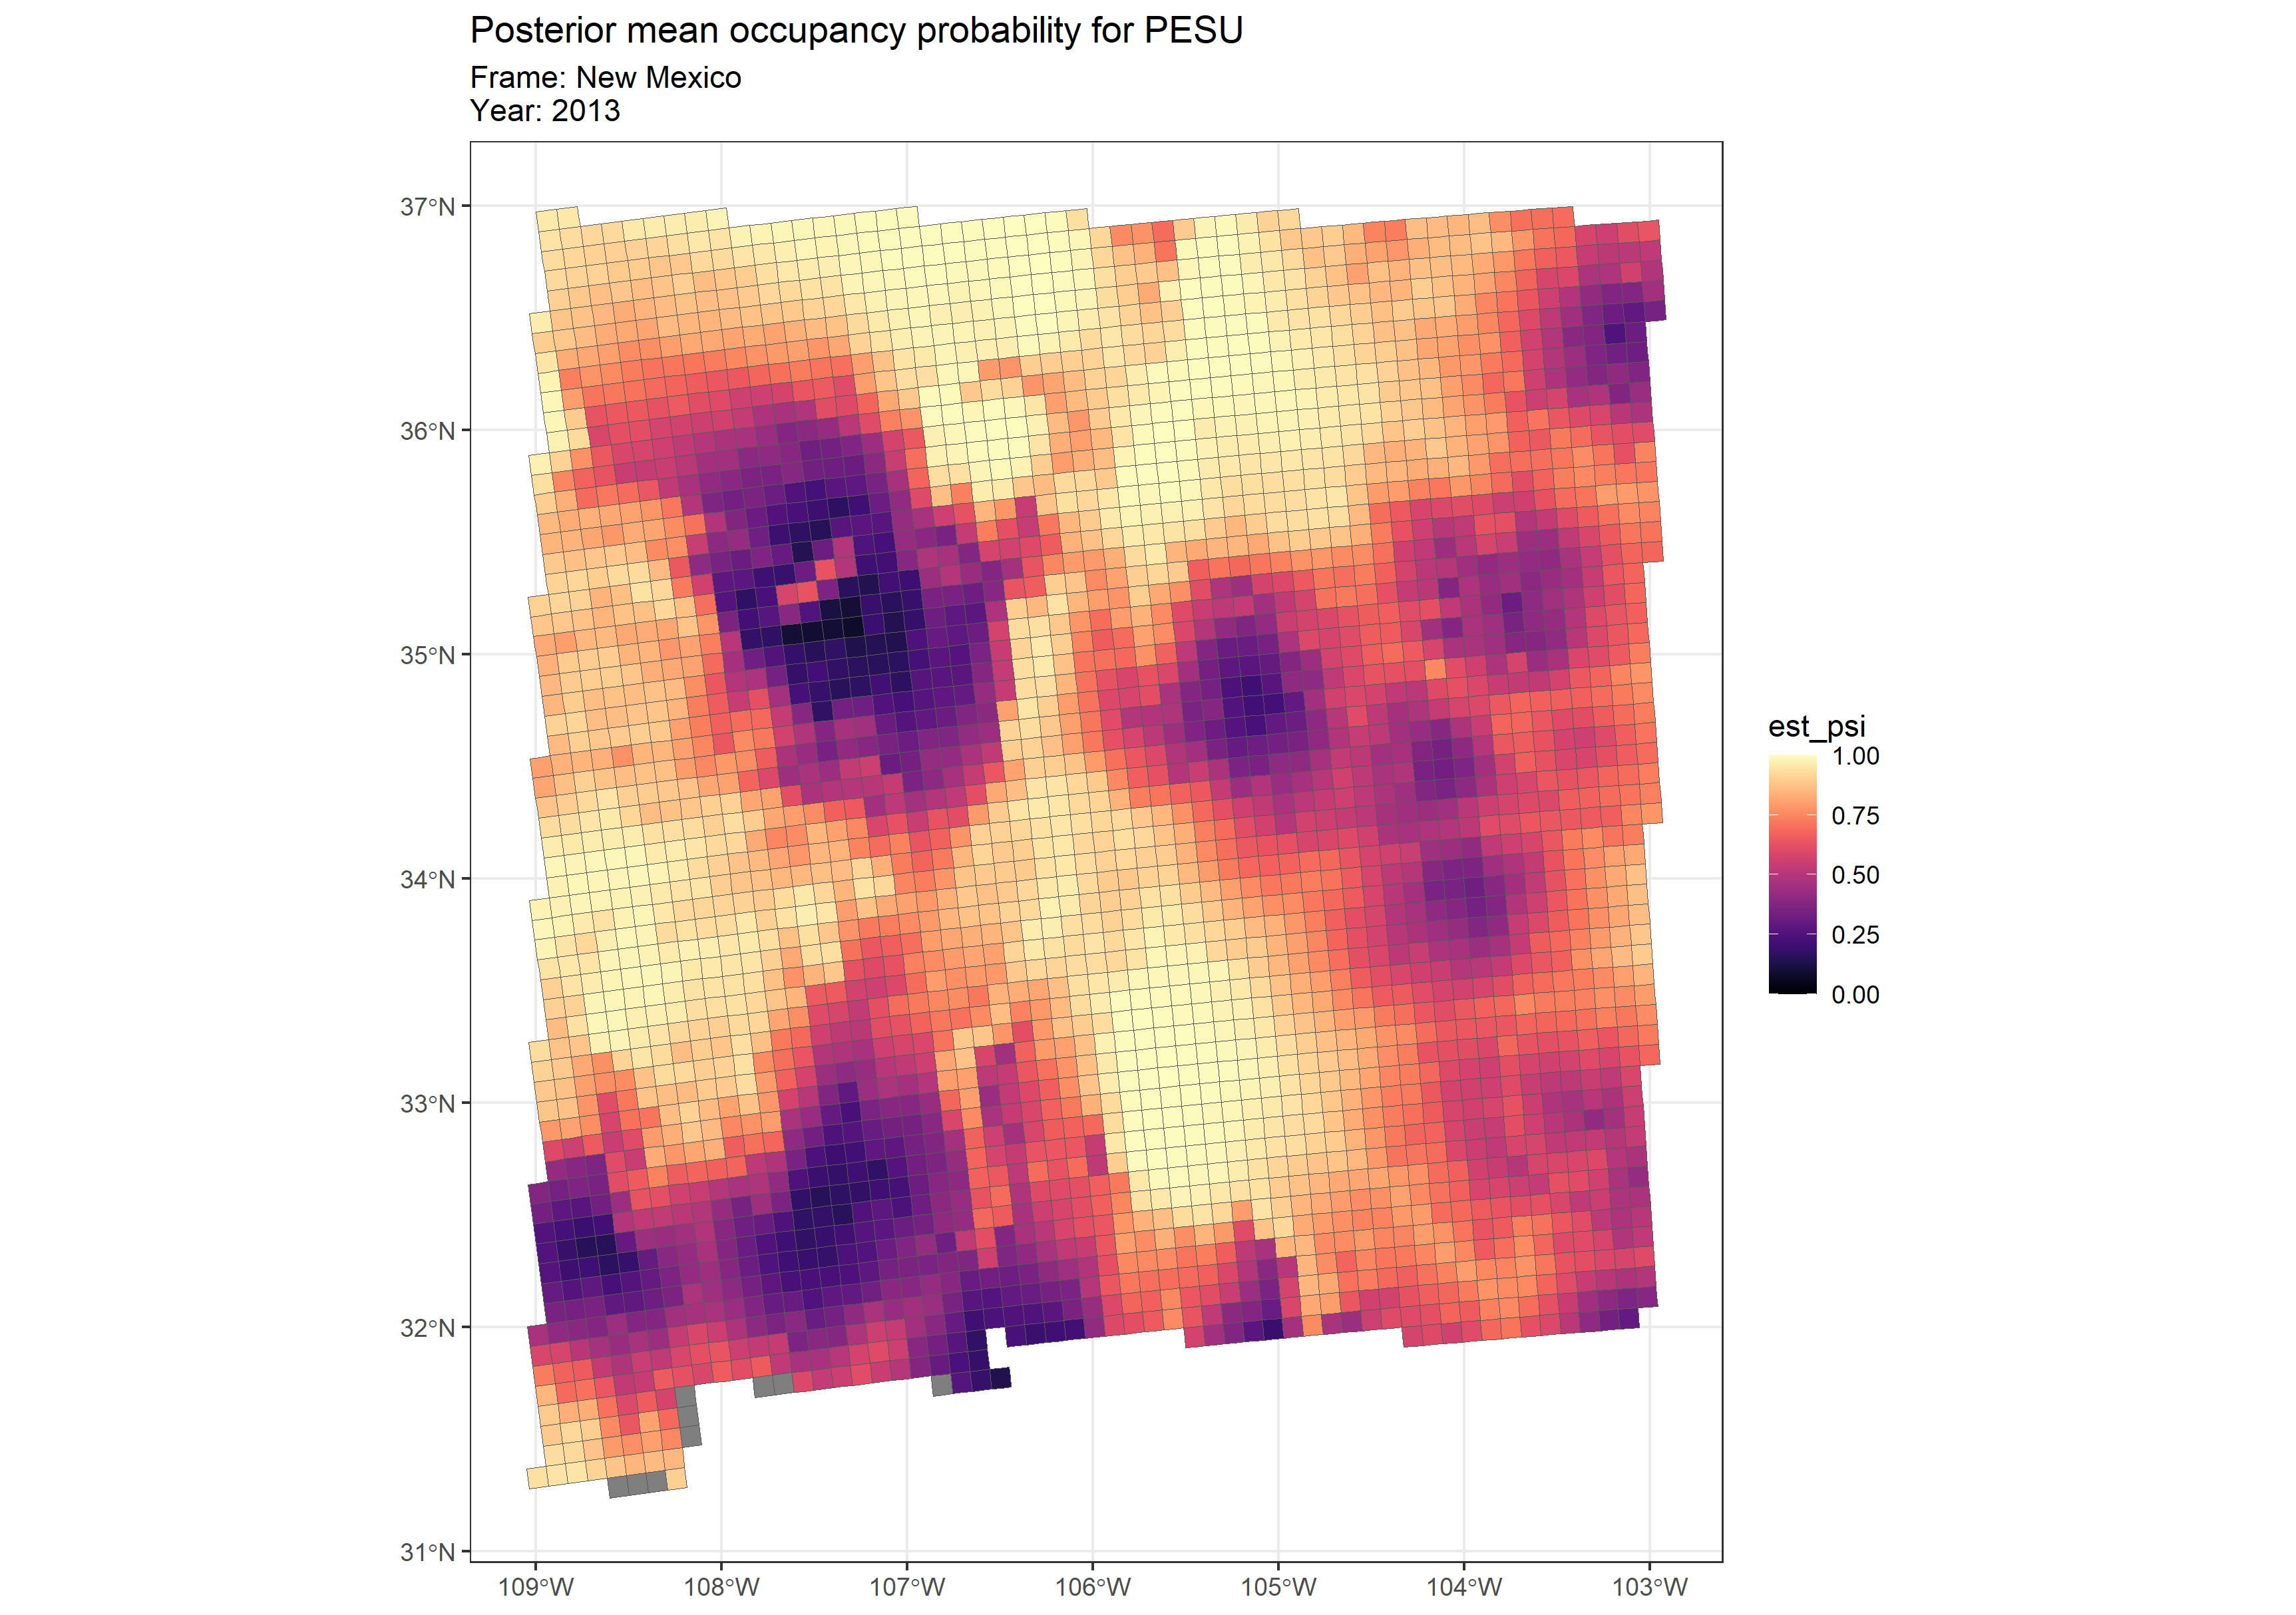 Posterior mean occupancy probability for PESU
Frame: New Mexico
Year: 2013
37°N
36°N
35°N
34°N
33°N
32°N
31°N
109°W
108°W
107°W
106°W
105°W
104°W
103°W
est_psi
1.00
0.75
0.50
0.25
0.00